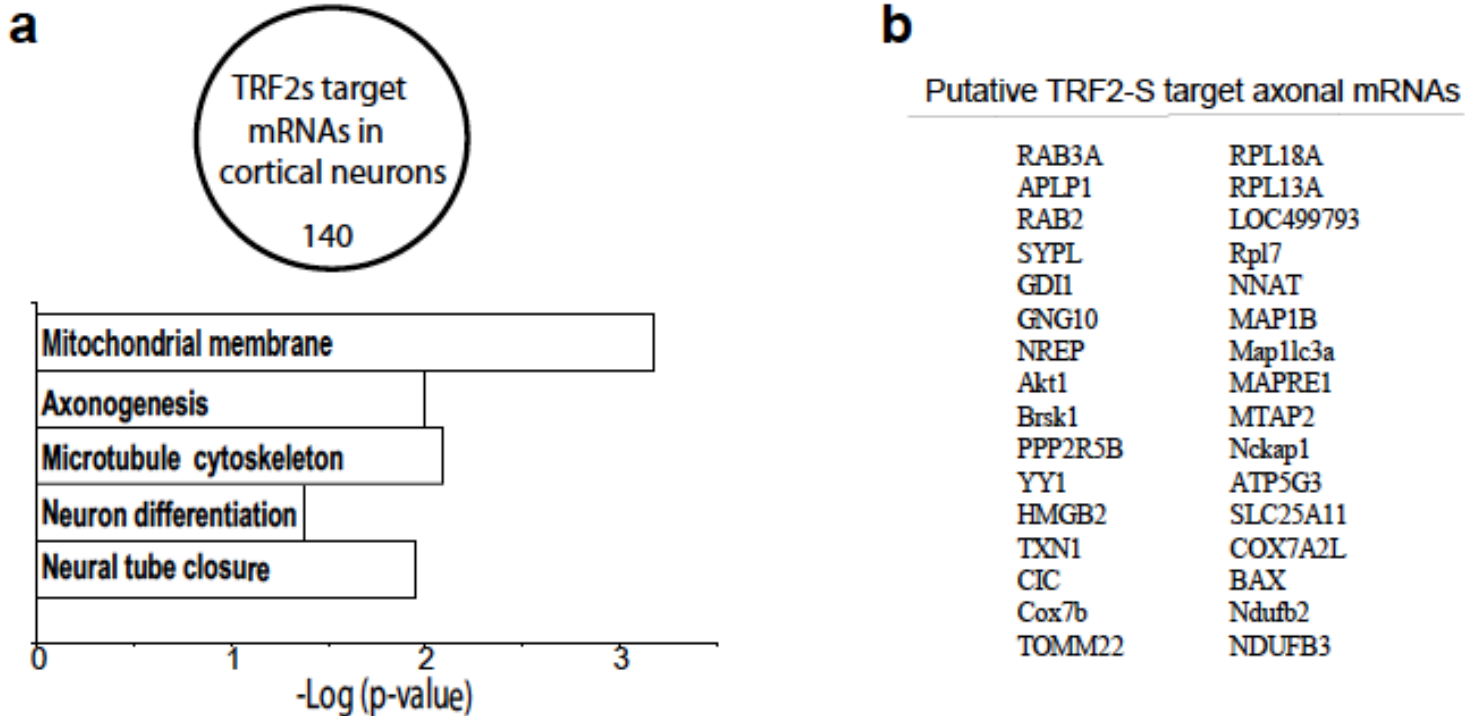 a
TRF2s target
mRNAs in
cortical neurons
140
Mitochondrial membrane
Axonogenesis
Microtubule cytoskeleton
Neuron differentiation
Neural tube closure
0 1 2 3
-Log (p-value)
b
Putative TRF2-S target axonal mRNAs
RAB3A RPL18A
APLP1 RPL13A
RAB2 LOC499793
SYPL Rpl7
GDI1 NNAT
GNG10 MAP1B
NREP Map1lc3a
Akt1 MAPRE1
Brsk1 MTAP2
PPP2R5B Nckap1
YY1 ATP5G3
HMGB2 SLC25A11
TXN1 COX7A2L
CIC BAX
Cox7b Ndufb2
TOMM22 NDUFB3